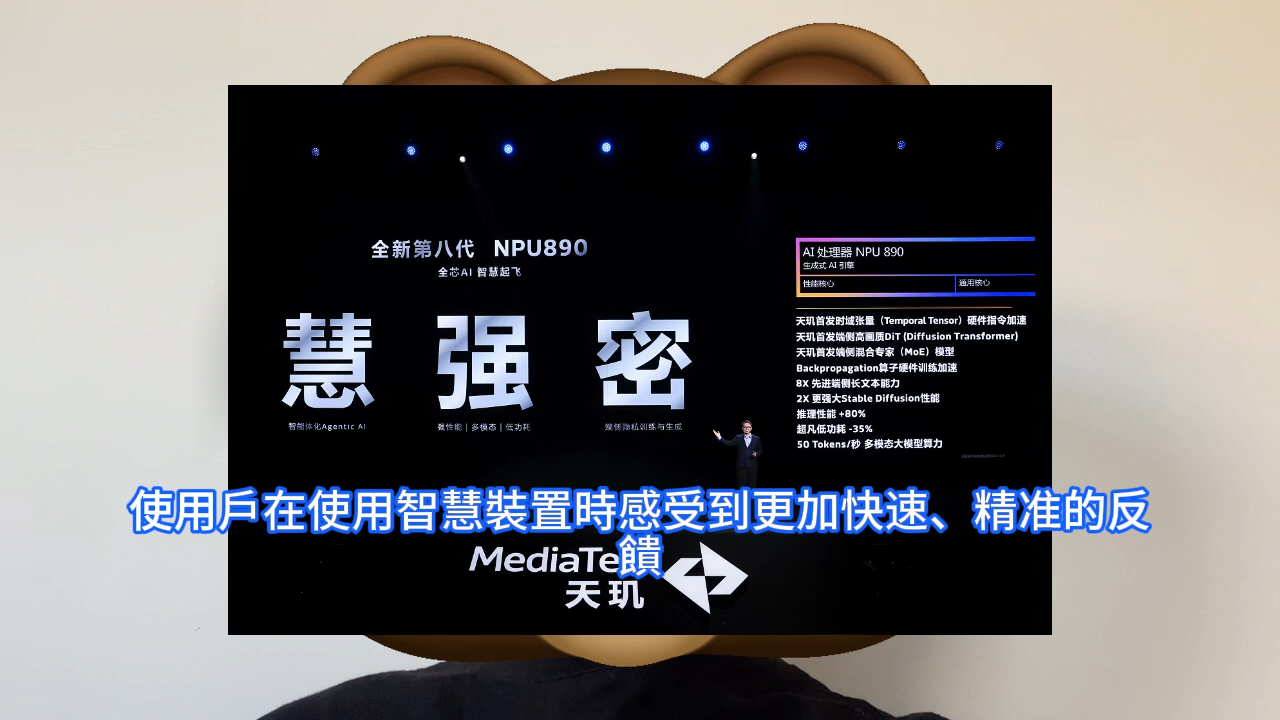 全新第八代 NPU890
全芯AI 智慧起飞
慧 强 密
智能体化Agentic AI
强性能 | 多模态 | 低功耗
端侧隐私训练与生成
AI 处理器 NPU 890
生成式 AI 引擎
性能核心
通用核心
天玑首发时域张量（Temporal Tensor）硬件指令加速
天玑首发端侧高画质DiT (Diffusion Transformer)
天玑首发端侧混合专家（MoE）模型
Backpropagation算子硬件训练加速
8X 先进端侧长文本能力
2X 更强大Stable Diffusion性能
推理性能 +80%
超凡低功耗 -35%
50 Tokens/秒 多模态大模型算力
使用戶在使用智慧裝置時感受到更加快速、精准的反
饋
天玑